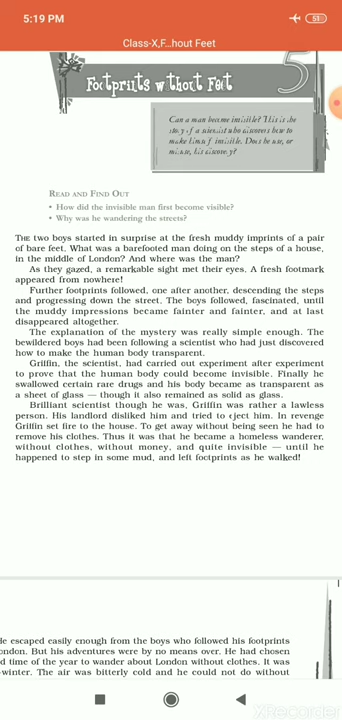 5:19 PM
51
Class-X,F...hout Feet
Footprints without Feet
5
Can a man become invisible? This is the
story of a scientist who discovers how to
make himself invisible. Does he use, or
misuse, his discovery?
READ AND FIND OUT
• How did the invisible man first become visible?
• Why was he wandering the streets?
THE two boys started in surprise at the fresh muddy imprints of a pair
of bare feet. What was a barefooted man doing on the steps of a house,
in the middle of London? And where was the man?
As they gazed, a remarkable sight met their eyes. A fresh footmark
appeared from nowhere!
Further footprints followed, one after another, descending the steps
and progressing down the street. The boys followed, fascinated, until
the muddy impressions became fainter and fainter, and at last
disappeared altogether.
The explanation of the mystery was really simple enough. The
bewildered boys had been following a scientist who had just discovered
how to make the human body transparent.
Griffin, the scientist, had carried out experiment after experiment
to prove that the human body could become invisible. Finally he
swallowed certain rare drugs and his body became as transparent as
a sheet of glass — though it also remained as solid as glass.
Brilliant scientist though he was, Griffin was rather a lawless
person. His landlord disliked him and tried to eject him. In revenge
Griffin set fire to the house. To get away without being seen he had to
remove his clothes. Thus it was that he became a homeless wanderer,
without clothes, without money, and quite invisible — until he
happened to step in some mud, and left footprints as he walked!
He escaped easily enough from the boys who followed his footprints
ondon. But his adventures were by no means over. He had chosen
d time of the year to wander about London without clothes. It was
-winter. The air was bitterly cold and he could not do without
XRecorder